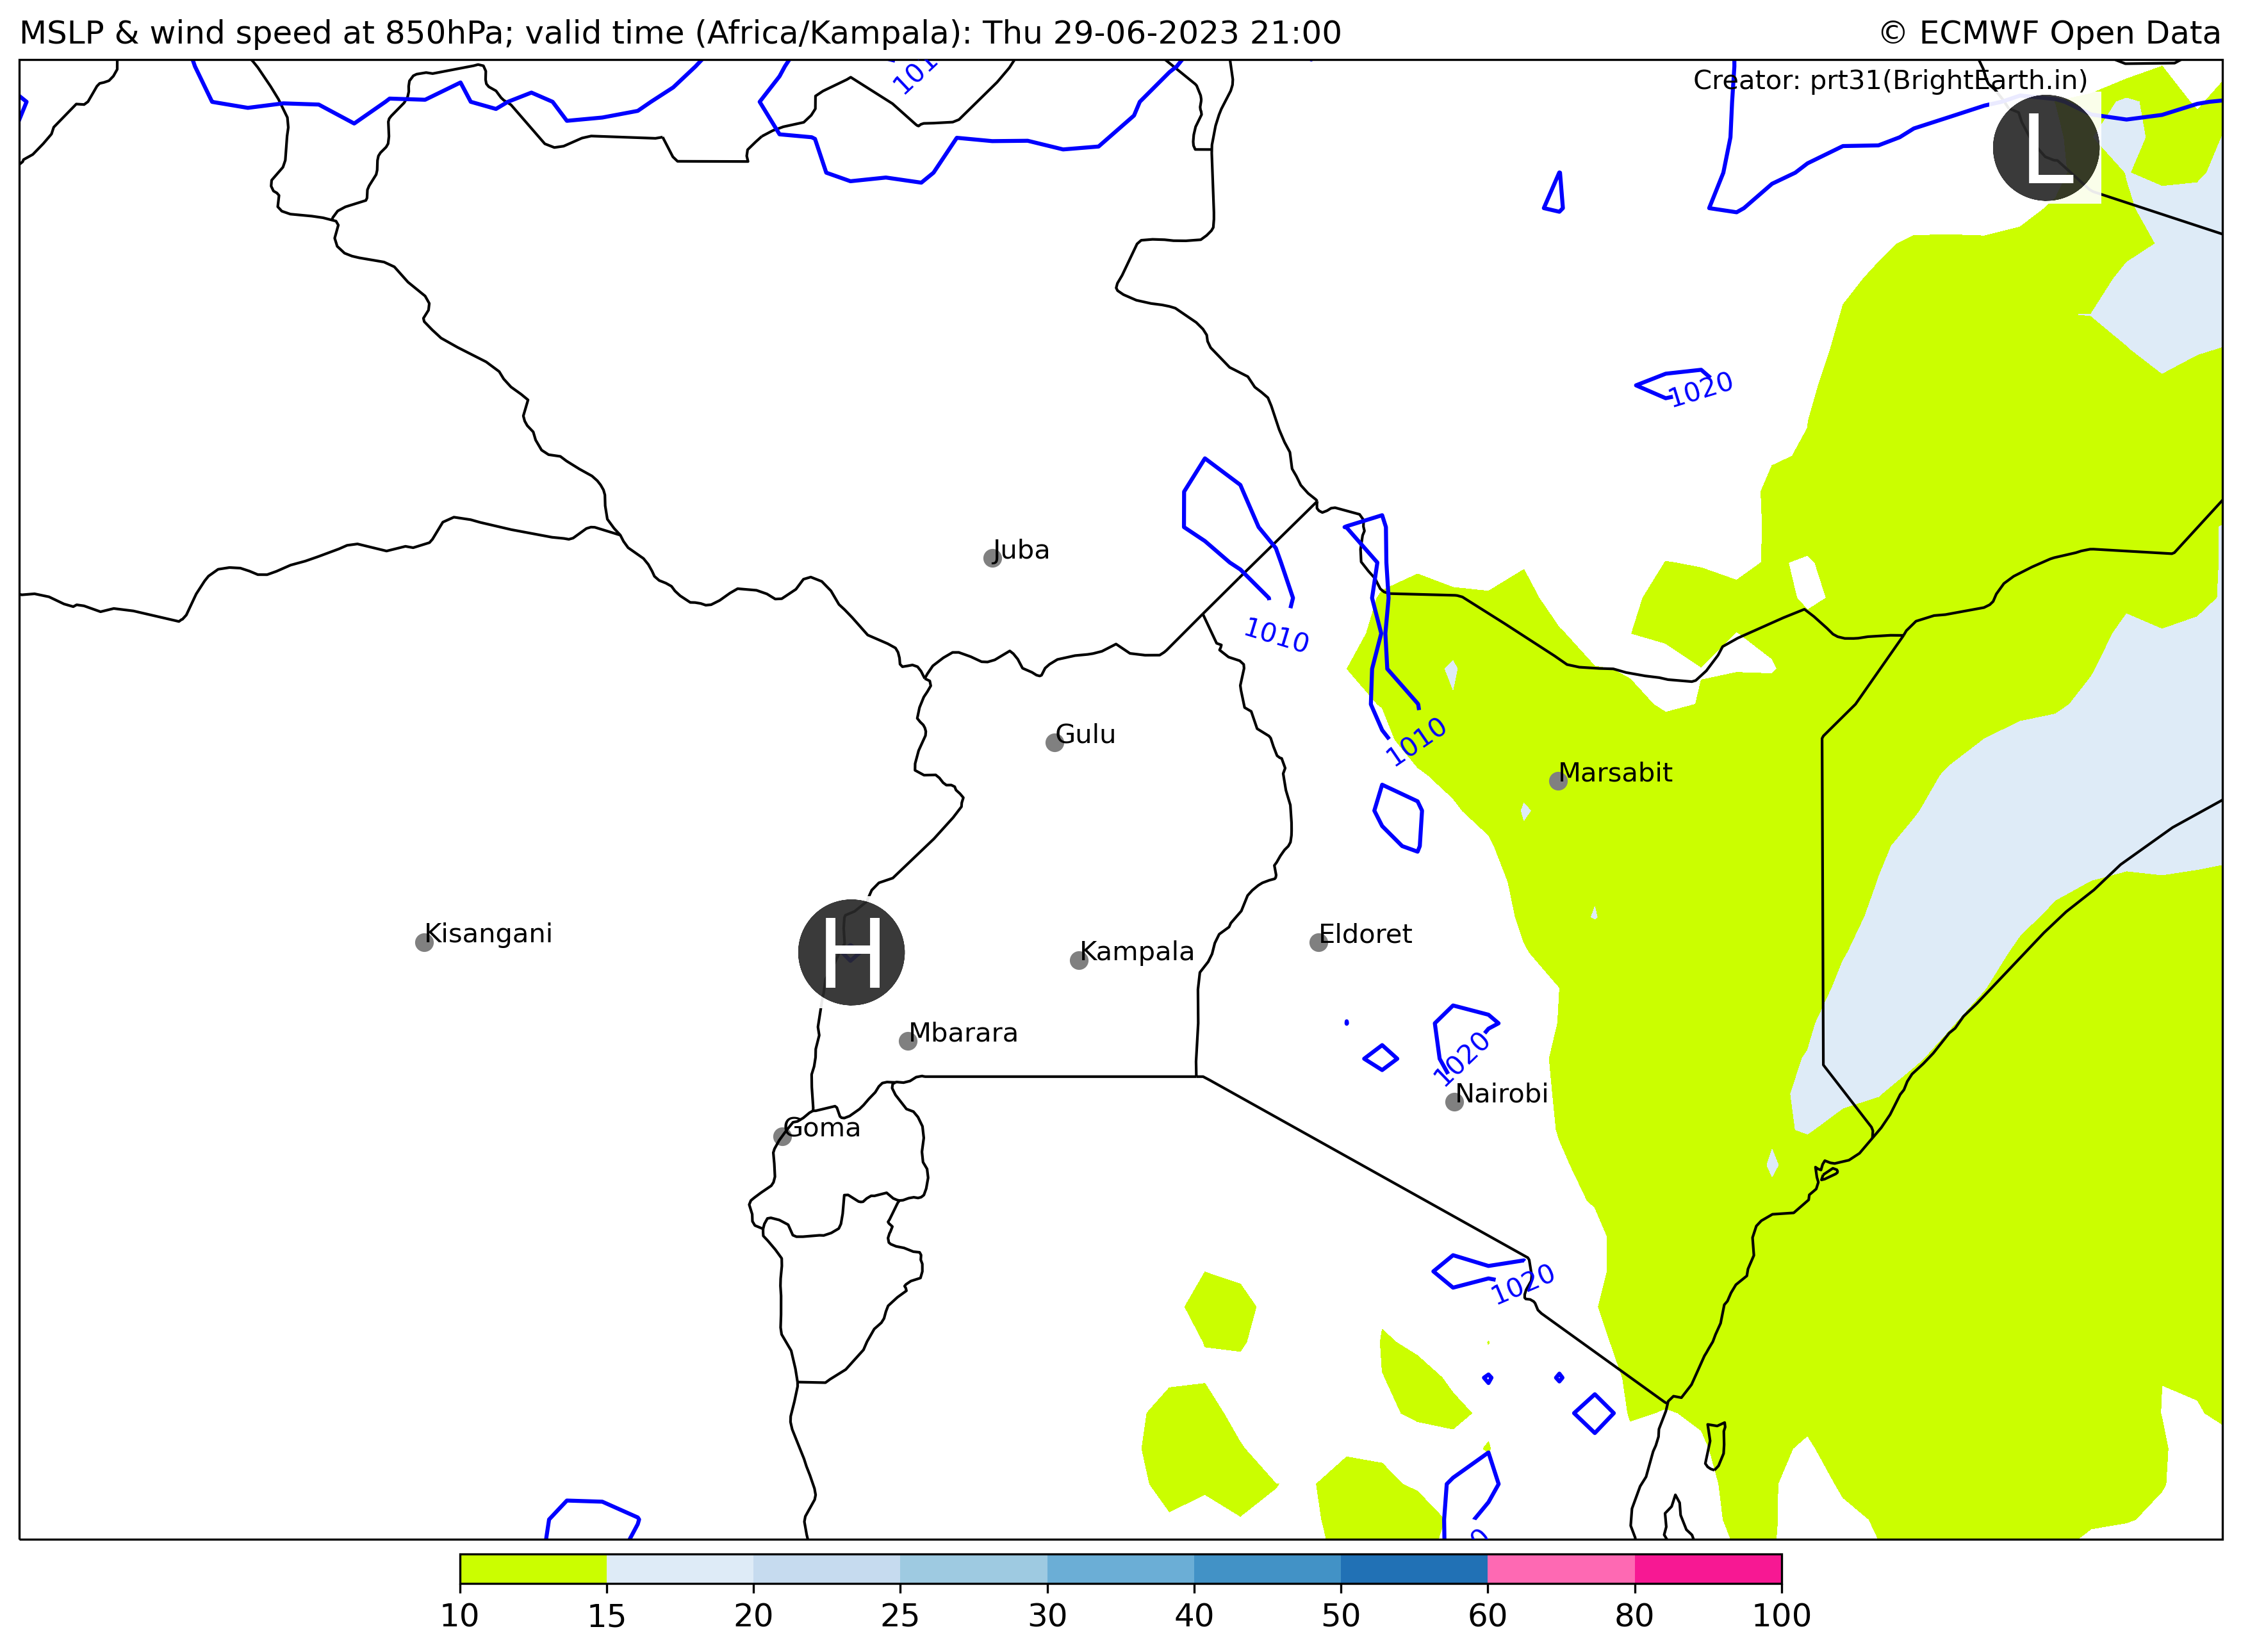 MSLP & wind speed at 850hPa; valid time (Africa/Kampala): Thu 29-06-2023 21:00
© ECMWF Open Data
Creator: prt31(BrightEarth.in)
L
1020
Juba
1010
Gulu
1010
Marsabit
Kisangani
H
Kampala
Eldoret
Mbarara
1020
Nairobi
Goma
1020
10 15 20 25 30 40 50 60 80 100